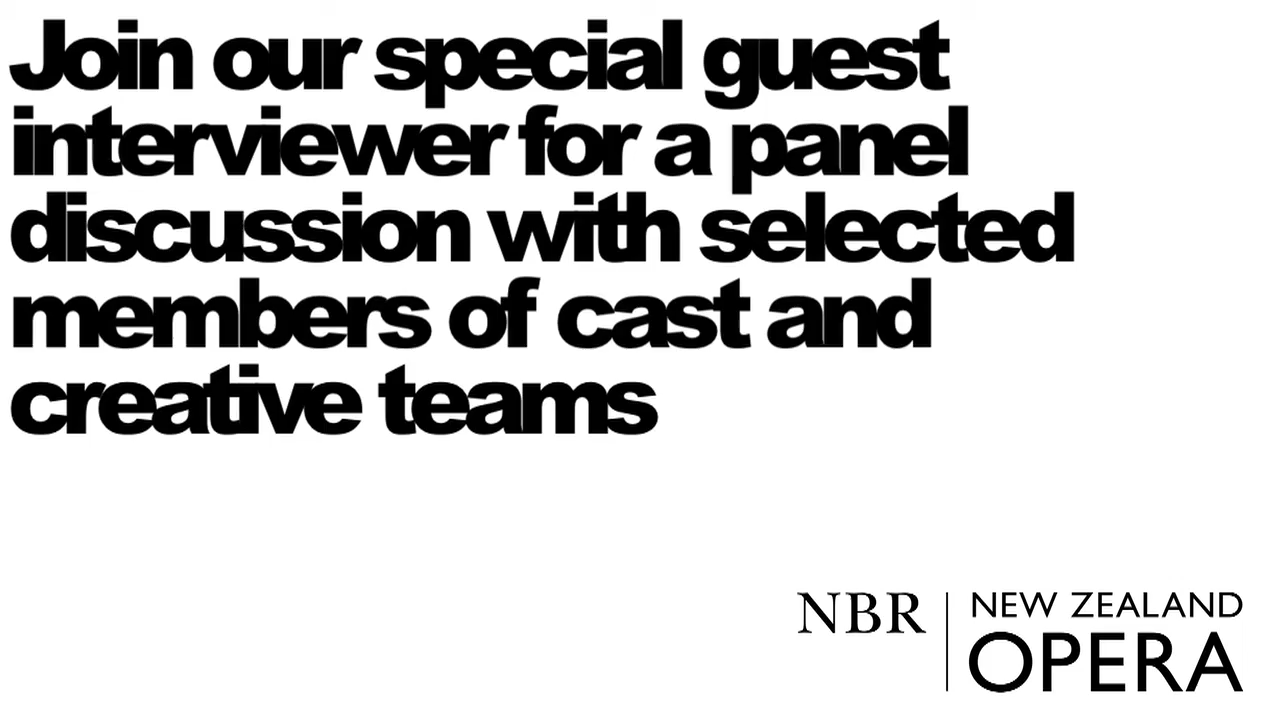 Join our special guest
interviewer for a panel
discussion with selected
members of cast and
creative teams
NBR
NEW ZEALAND
OPERA